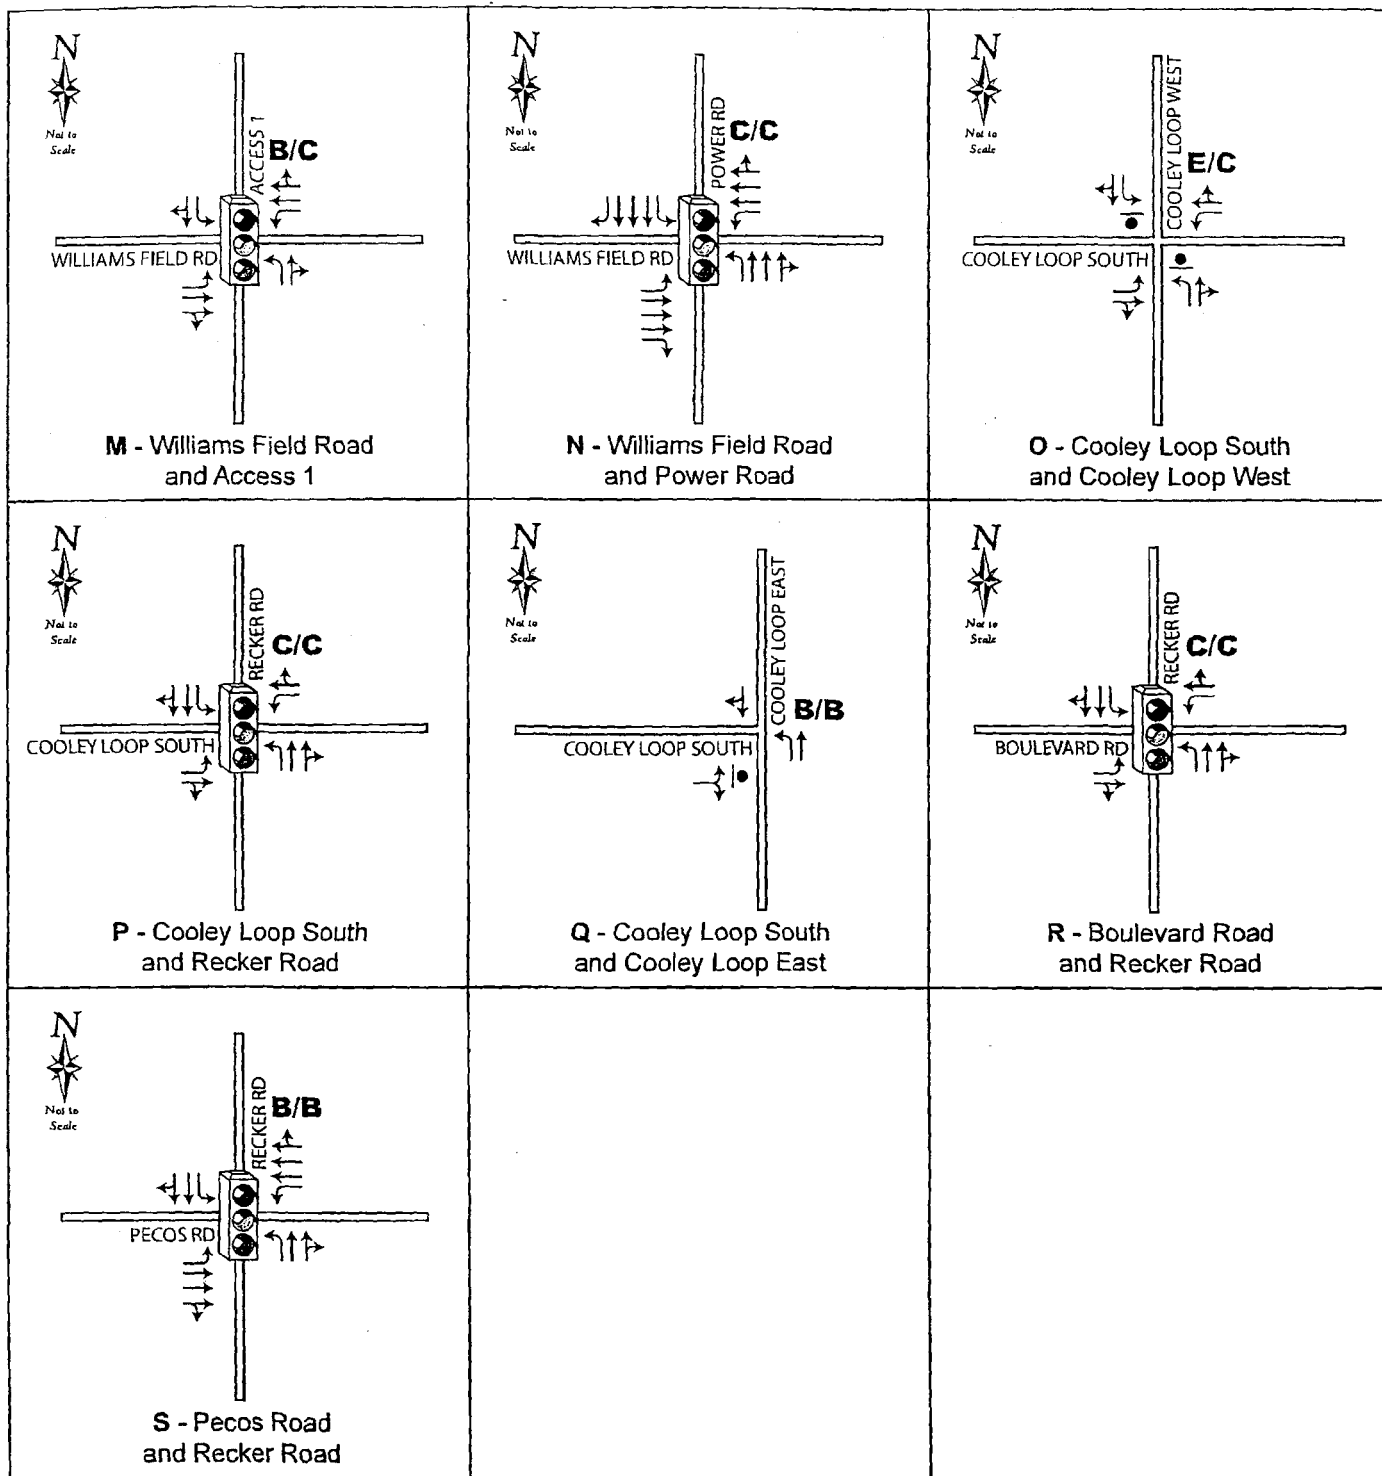 N
Not to
Scale
ACCESS 1
B/C
WILLIAMS FIELD RD
M - Williams Field Road
and Access 1
N
Not to
Scale
POWER RD
C/C
WILLIAMS FIELD RD
N - Williams Field Road
and Power Road
N
Not to
Scale
COOLEY LOOP WEST
E/C
COOLEY LOOP SOUTH
O - Cooley Loop South
and Cooley Loop West
N
Not to
Scale
RECKER RD
C/C
COOLEY LOOP SOUTH
P - Cooley Loop South
and Recker Road
N
Not to
Scale
COOLEY LOOP EAST
B/B
COOLEY LOOP SOUTH
Q - Cooley Loop South
and Cooley Loop East
N
Not to
Scale
RECKER RD
C/C
BOULEVARD RD
R - Boulevard Road
and Recker Road
N
Not to
Scale
RECKER RD
B/B
PECOS RD
S - Pecos Road
and Recker Road